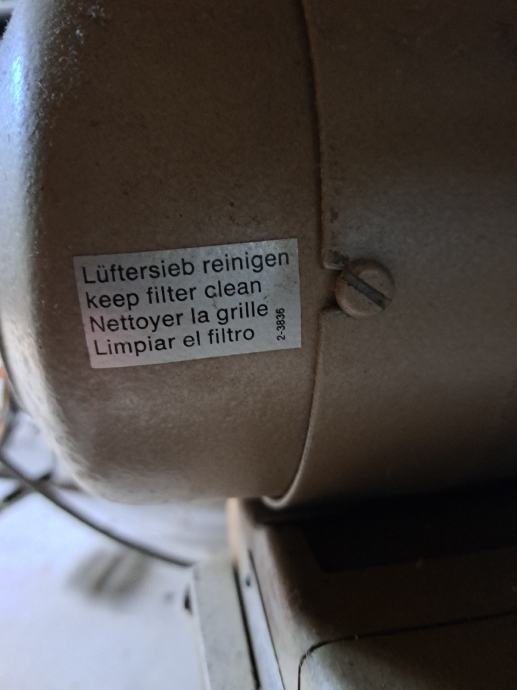 Lüftersieb reinigen
keep filter clean
Nettoyer la grille
Limpiar el filtro
2-3836